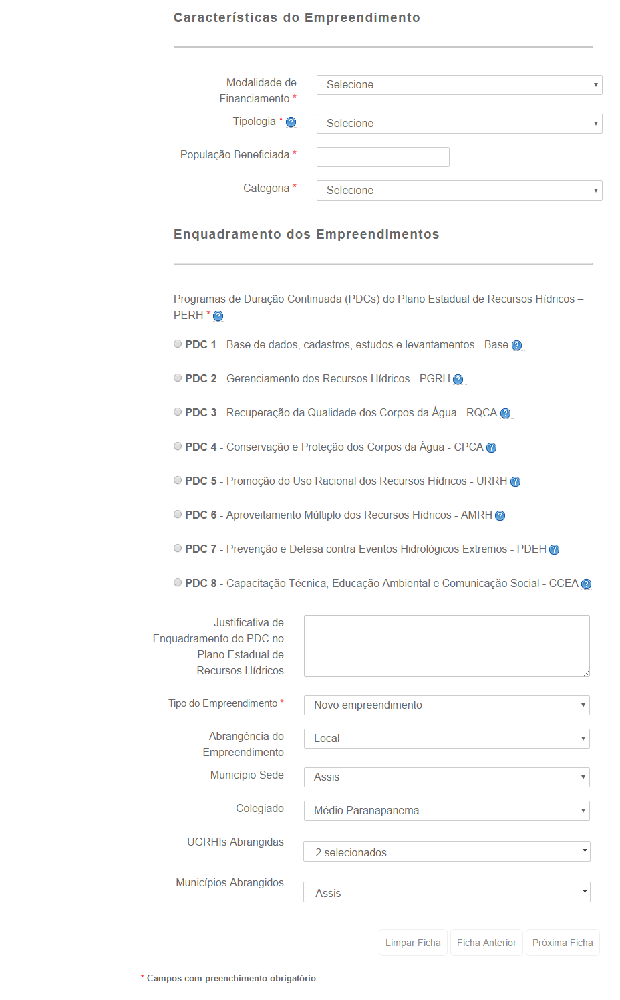 Características do Empreendimento
Modalidade de
Financiamento *
Selecione
Tipologia *
Selecione
População Beneficiada *
Categoria *
Selecione
Enquadramento dos Empreendimentos
Programas de Duração Continuada (PDCs) do Plano Estadual de Recursos Hídricos –
PERH *
PDC 1 - Base de dados, cadastros, estudos e levantamentos - Base
PDC 2 - Gerenciamento dos Recursos Hídricos - PGRH
PDC 3 - Recuperação da Qualidade dos Corpos da Água - RQCA
PDC 4 - Conservação e Proteção dos Corpos da Água - CPCA
PDC 5 - Promoção do Uso Racional dos Recursos Hídricos - URRH
PDC 6 - Aproveitamento Múltiplo dos Recursos Hídricos - AMRH
PDC 7 - Prevenção e Defesa contra Eventos Hidrológicos Extremos - PDEH
PDC 8 - Capacitação Técnica, Educação Ambiental e Comunicação Social - CCEA
Justificativa de
Enquadramento do PDC no
Plano Estadual de
Recursos Hídricos
Tipo do Empreendimento *
Novo empreendimento
Abrangência do
Empreendimento
Local
Município Sede
Assis
Colegiado
Médio Paranapanema
UGRHIs Abrangidas
2 selecionados
Municípios Abrangidos
Assis
Limpar Ficha
Ficha Anterior
Próxima Ficha
* Campos com preenchimento obrigatório